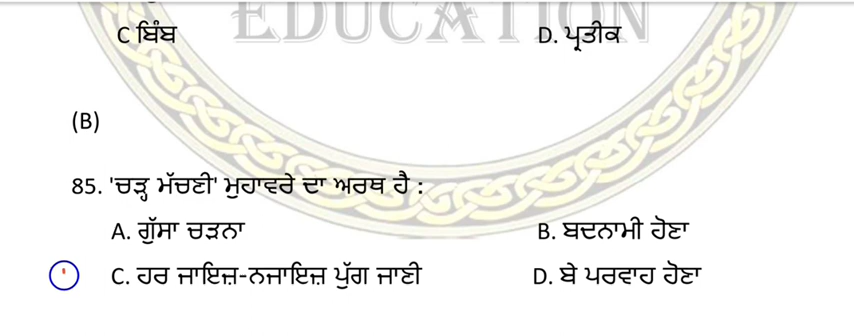 EDUCATION
C ਬਿੰਬ D. ਪ੍ਰਤੀਕ
(B)
85. 'ਚੜ੍ਹ ਮੱਚਣੀ' ਮੁਹਾਵਰੇ ਦਾ ਅਰਥ ਹੈ :
A. ਗੁੱਸਾ ਚੜਨਾ B. ਬਦਨਾਮੀ ਹੋਣਾ
C. ਹਰ ਜਾਇਜ਼-ਨਜਾਇਜ਼ ਪੁੱਗ ਜਾਣੀ D. ਬੇ ਪਰਵਾਹ ਹੋਣਾ